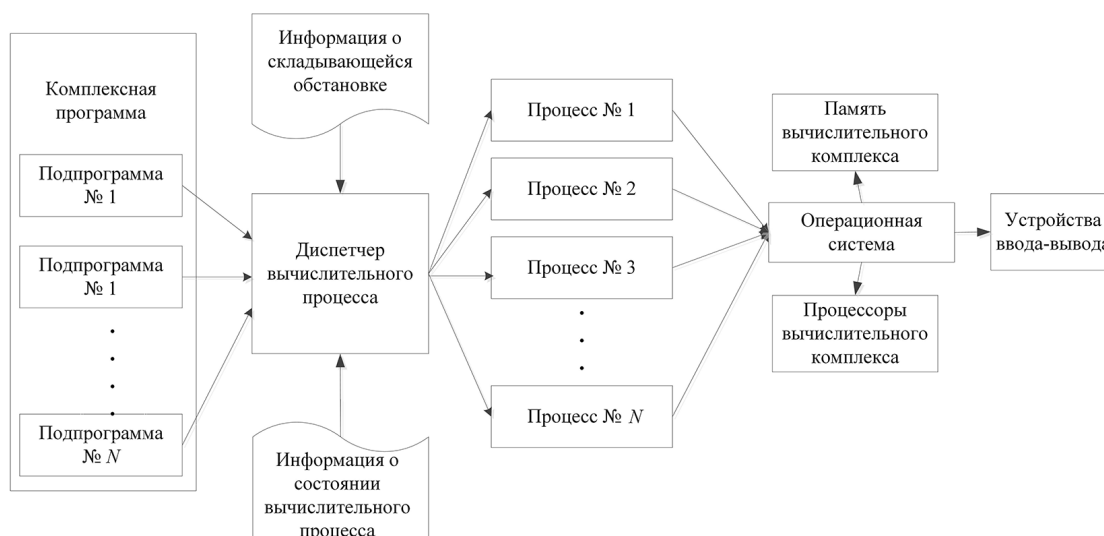 Комплексная
программа
Подпрограмма
№ 1
Подпрограмма
№ 1
Подпрограмма
№ N
Информация о
складывающейся
обстановке
Диспетчер
вычислительного
процесса
Информация о
состоянии
вычислительного
процесса
Процесс № 1
Процесс № 2
Процесс № 3
Процесс № N
Память
вычислительного
комплекса
Операционная
система
Процессоры
вычислительного
комплекса
Устройства
ввода-вывода